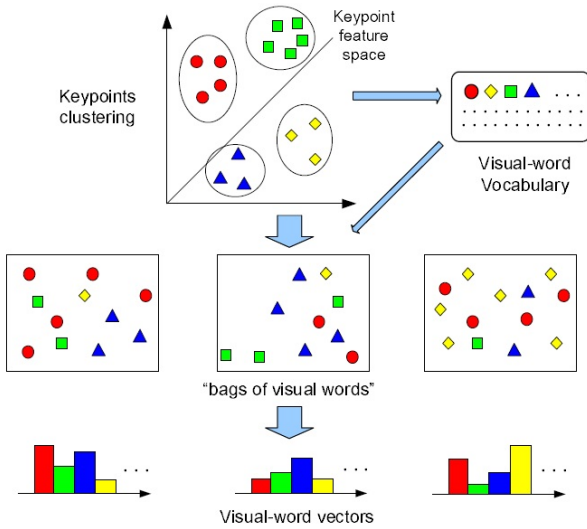 Keypoint
feature
space
Keypoints
clustering
. . .
Visual-word
Vocabulary
“bags of visual words”
. . .
. . .
. . .
Visual-word vectors